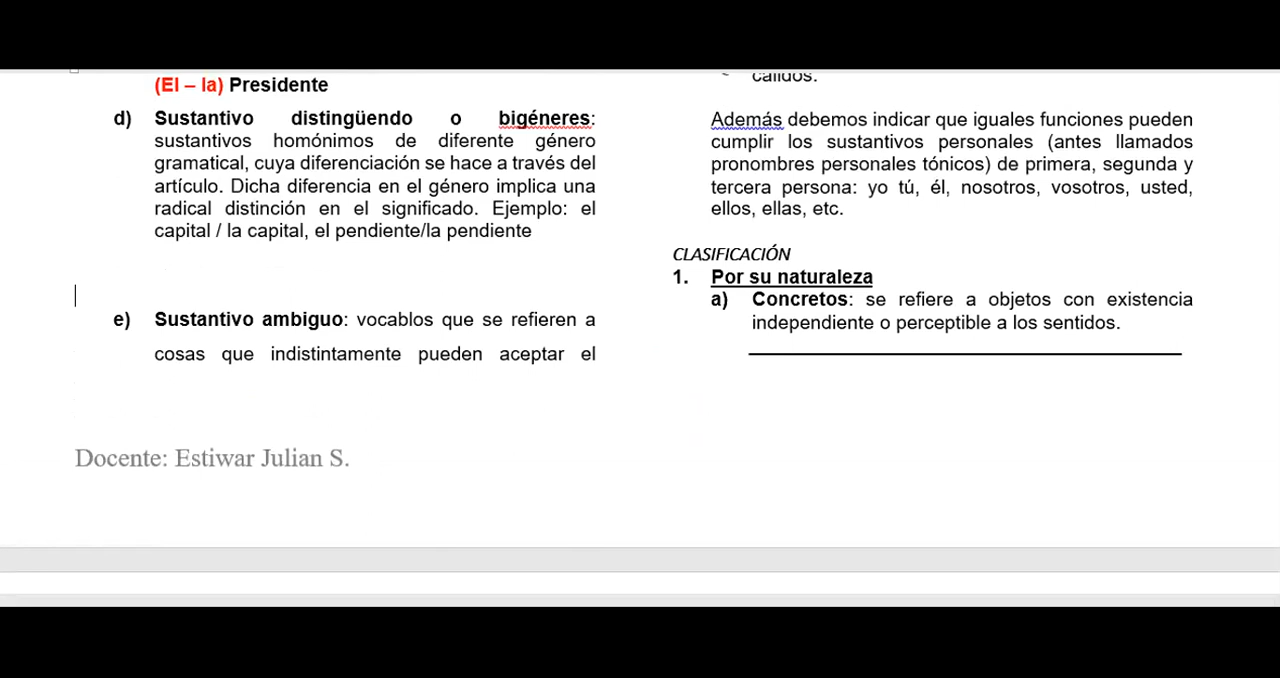 (El – la) Presidente
d) Sustantivo distingüendo o bigéneres:
sustantivos homónimos de diferente género
gramatical, cuya diferenciación se hace a través del
artículo. Dicha diferencia en el género implica una
radical distinción en el significado. Ejemplo: el
capital / la capital, el pendiente/la pendiente
e) Sustantivo ambiguo: vocablos que se refieren a
cosas que indistintamente pueden aceptar el
Docente: Estiwar Julian S.
cálidos.
Además debemos indicar que iguales funciones pueden
cumplir los sustantivos personales (antes llamados
pronombres personales tónicos) de primera, segunda y
tercera persona: yo tú, él, nosotros, vosotros, usted,
ellos, ellas, etc.
CLASIFICACIÓN
1. Por su naturaleza
a) Concretos: se refiere a objetos con existencia
independiente o perceptible a los sentidos.